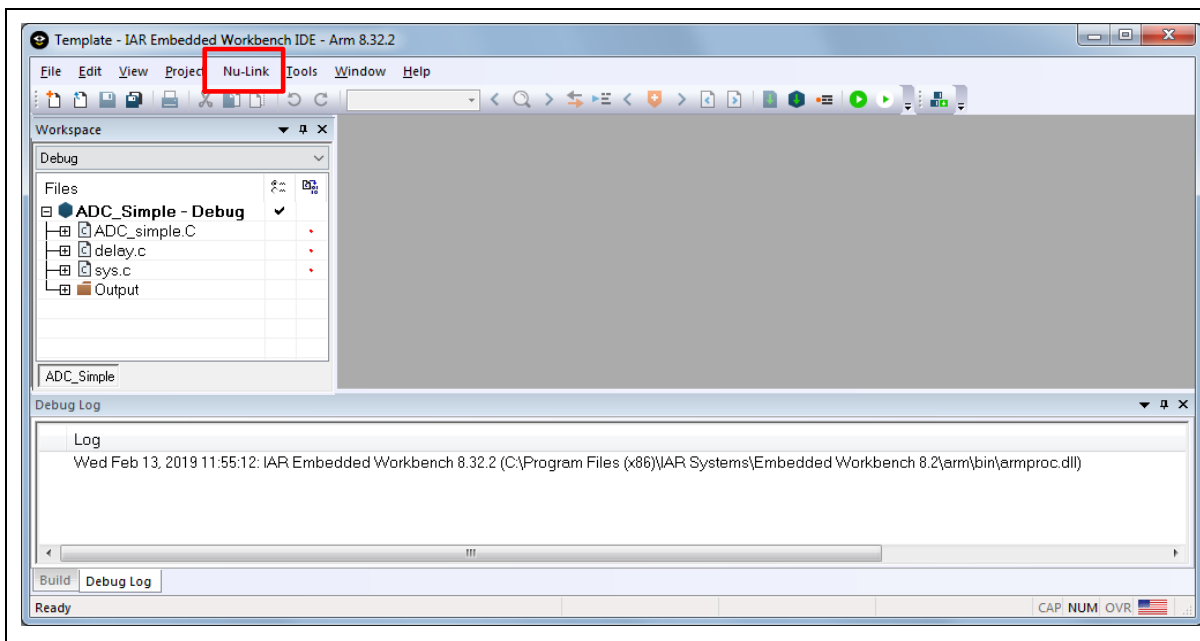 Template - IAR Embedded Workbench IDE - Arm 8.32.2
File Edit View Project Nu-Link Tools Window Help
Workspace
Debug
Files
ADC_Simple - Debug
ADC_simple.C
delay.c
sys.c
Output
ADC_Simple
Debug Log
Log
Wed Feb 13, 2019 11:55:12: IAR Embedded Workbench 8.32.2 (C:\Program Files (x86)\IAR Systems\Embedded Workbench 8.2\arm\bin\armproc.dll)
Build Debug Log
Ready CAP NUM OVR